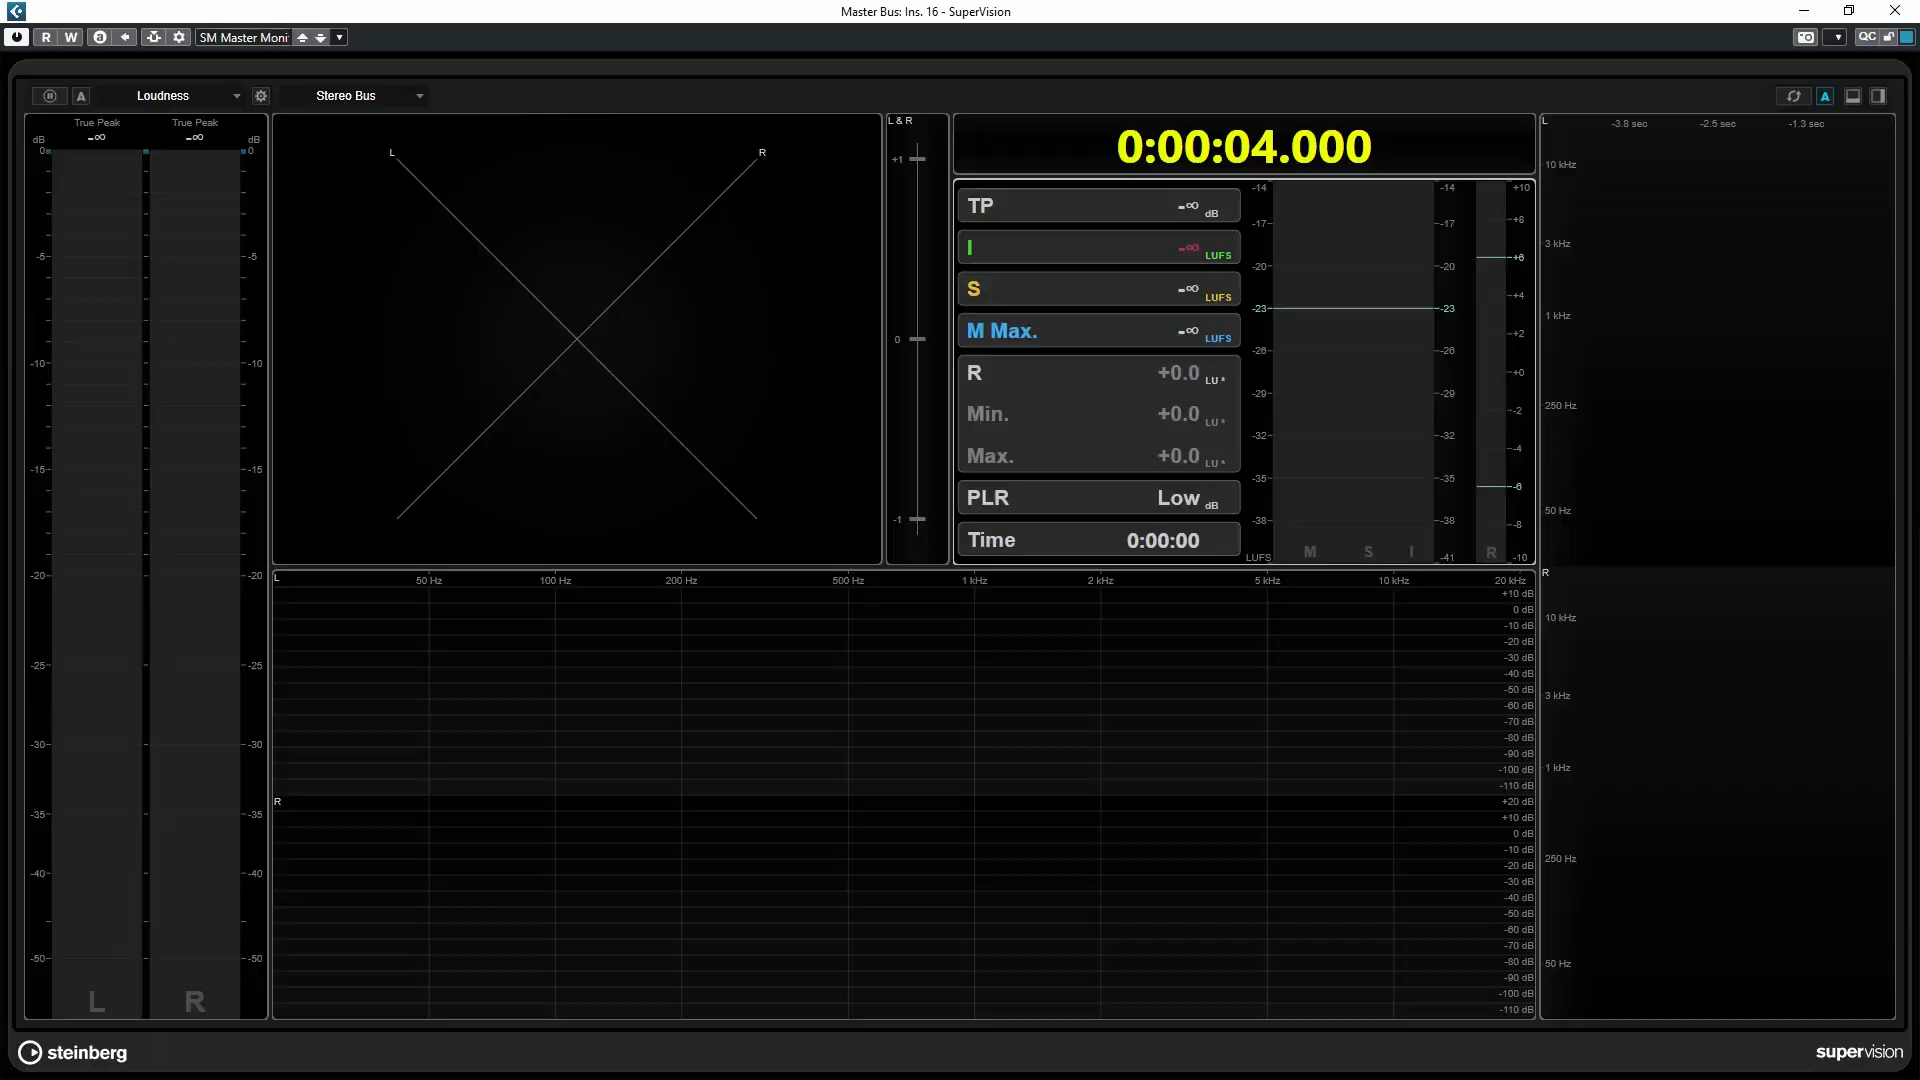 Master Bus: Ins. 16 - SuperVision
R W a SM Master Moni QC
A Loudness Stereo Bus A
True Peak True Peak
-∞ -∞
dB dB
0 0
-5 -5
-10 -10
-15 -15
-20 -20
-25 -25
-30 -30
-35 -35
-40 -40
-50 -50
L R
L R
L & R
+1
0
-1
0:00:04.000
TP -∞ dB
I -∞ LUFS
S -∞ LUFS
M Max. -∞ LUFS
R +0.0 LU *
Min. +0.0 LU *
Max. +0.0 LU *
PLR Low dB
Time 0:00:00
-14 -14 +10
-17 -17 +8
-20 -20 +6
-23 -23 +4
-26 -26 +2
-29 -29 +0
-32 -32 -2
-35 -35 -4
-38 -38 -6
-8
LUFS M S I -41 R -10
L -3.8 sec -2.5 sec -1.3 sec
10 kHz
3 kHz
1 kHz
250 Hz
50 Hz
R
10 kHz
3 kHz
1 kHz
250 Hz
50 Hz
L 50 Hz 100 Hz 200 Hz 500 Hz 1 kHz 2 kHz 5 kHz 10 kHz 20 kHz
+10 dB
0 dB
-10 dB
-20 dB
-30 dB
-40 dB
-50 dB
-60 dB
-70 dB
-80 dB
-90 dB
-100 dB
-110 dB
R +20 dB
+10 dB
0 dB
-10 dB
-20 dB
-30 dB
-40 dB
-50 dB
-60 dB
-70 dB
-80 dB
-90 dB
-100 dB
-110 dB
steinberg
supervision